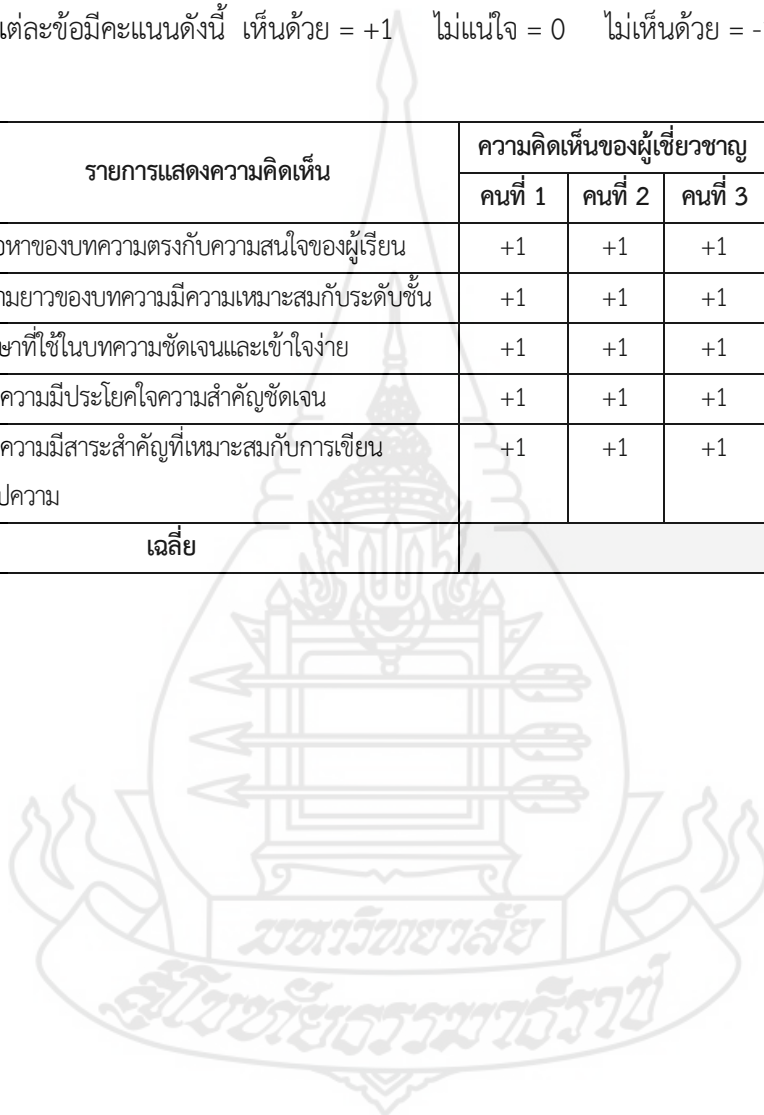 แต่ละข้อมีคะแนนดังนี้ เห็นด้วย = +1 ไม่แน่ใจ = 0 ไม่เห็นด้วย = -
รายการแสดงความคิดเห็น
ความคิดเห็นของผู้เชี่ยวชาญ
คนที่ 1 คนที่ 2 คนที่ 3
หาของบทความตรงกับความสนใจของผู้เรียน +1 +1 +1
ามยาวของบทความมีความเหมาะสมกับระดับชั้น +1 +1 +1
ษาที่ใช้ในบทความชัดเจนและเข้าใจง่าย +1 +1 +1
ความมีประโยคใจความสำคัญชัดเจน +1 +1 +1
ความมีสาระสำคัญที่เหมาะสมกับการเขียน +1 +1 +1
ปความ
เฉลี่ย
มหาวิทยาลัย
สุโขทัยธรรมาธิราช